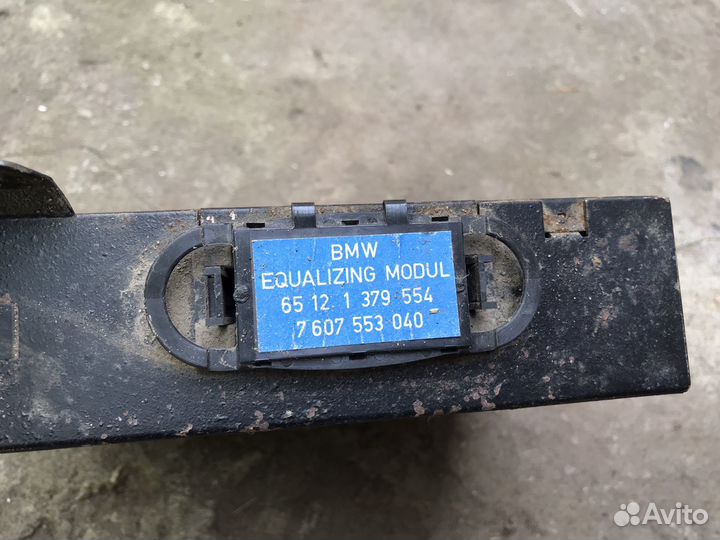 BMW
EQUALIZING MODUL
65 12 1 379 554
7 607 553 040
Avito